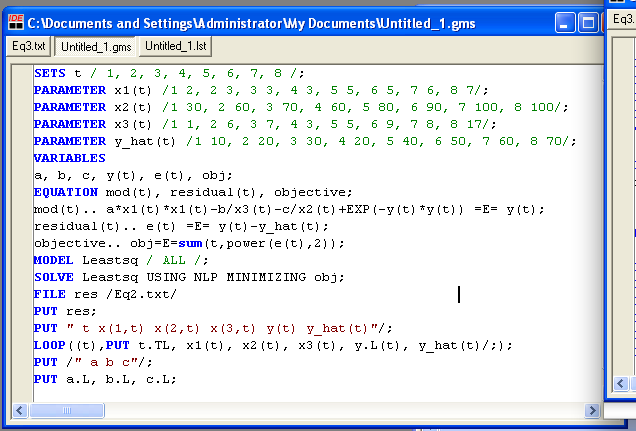 IDE C:\Documents and Settings\Administrator\My Documents\Untitled_1.gms
Eq3.txt Untitled_1.gms Untitled_1.lst
SETS t / 1, 2, 3, 4, 5, 6, 7, 8 /;
PARAMETER x1(t) /1 2, 2 3, 3 3, 4 3, 5 5, 6 5, 7 6, 8 7/;
PARAMETER x2(t) /1 30, 2 60, 3 70, 4 60, 5 80, 6 90, 7 100, 8 100/;
PARAMETER x3(t) /1 1, 2 6, 3 7, 4 3, 5 5, 6 9, 7 8, 8 17/;
PARAMETER y_hat(t) /1 10, 2 20, 3 30, 4 20, 5 40, 6 50, 7 60, 8 70/;
VARIABLES
a, b, c, y(t), e(t), obj;
EQUATION mod(t), residual(t), objective;
mod(t).. a*x1(t)*x1(t)-b/x3(t)-c/x2(t)+EXP(-y(t)*y(t)) =E= y(t);
residual(t).. e(t) =E= y(t)-y_hat(t);
objective.. obj=E=sum(t,power(e(t),2));
MODEL Leastsq / ALL /;
SOLVE Leastsq USING NLP MINIMIZING obj;
FILE res /Eq2.txt/
PUT res;
PUT " t x(1,t) x(2,t) x(3,t) y(t) y_hat(t)"/;
LOOP((t),PUT t.TL, x1(t), x2(t), x3(t), y.L(t), y_hat(t)/;);
PUT /" a b c"/;
PUT a.L, b.L, c.L;
Eq3.